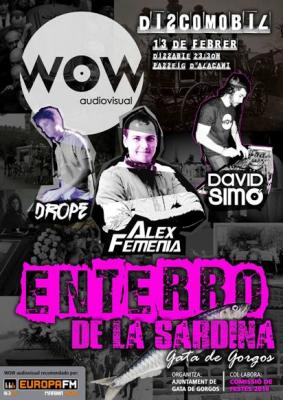 DISCOMOBIL
13 DE FEBRER
DISSABTE 23:30H
PASSEIG D'ALACANT
WOW
audiovisual
DROPE
ALEX
FEMENIA
DAVID
SIMÓ
ENTERRO
DE LA SARDINA
Gata de Gorgos
WOW audiovisual recomendado por:
EUROPA FM
ORGANITZA:
AJUNTAMENT DE
GATA DE GORGOS
COL·LABORA:
COMISSIÓ DE
FESTES 2016